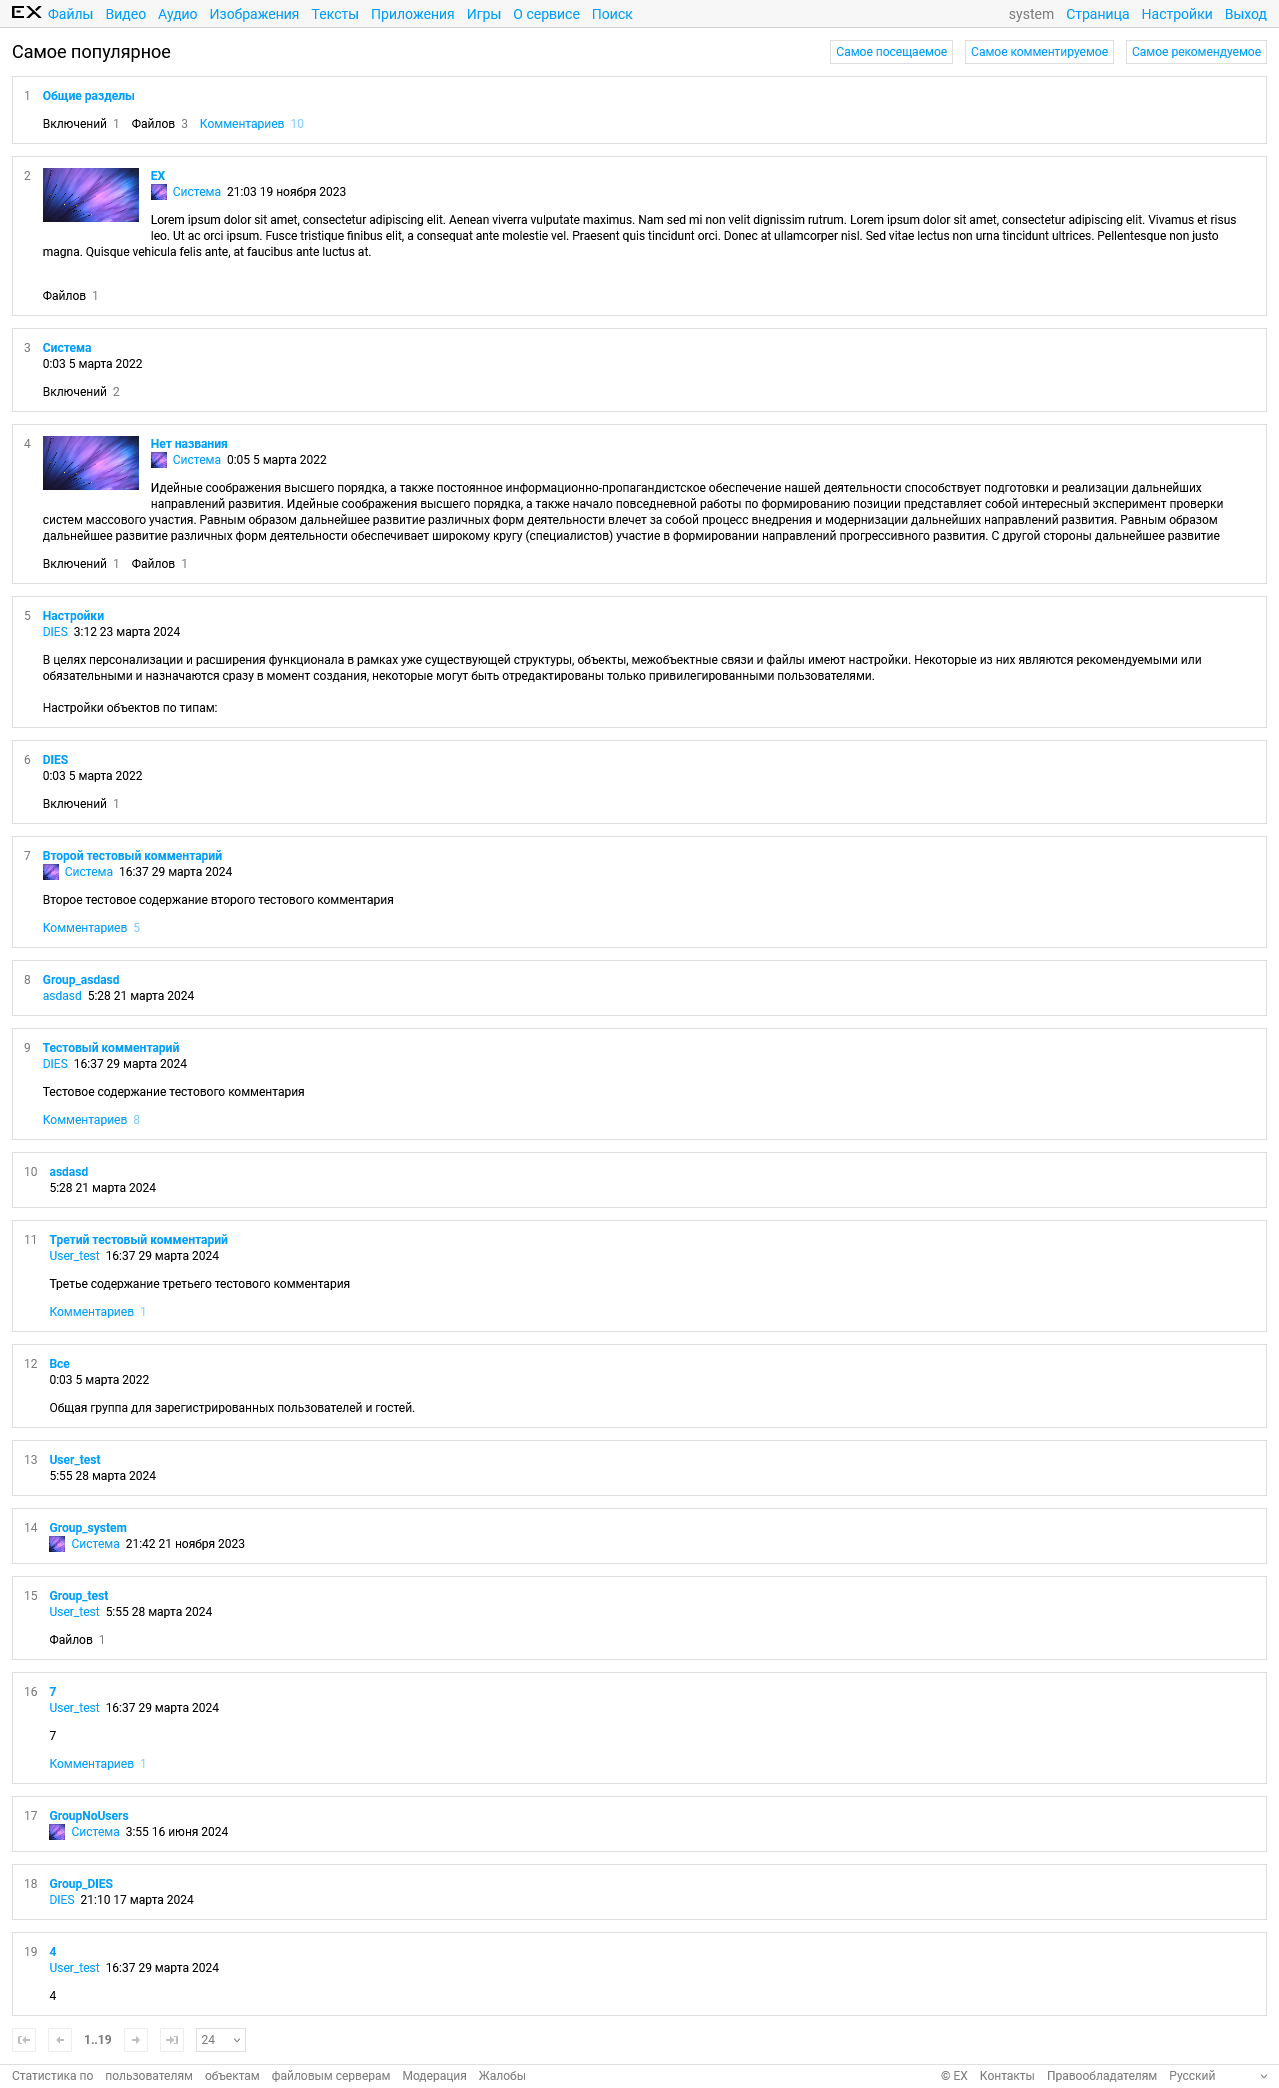 EX Файлы Видео Аудио Изображения Тексты Приложения Игры О сервисе Поиск system Страница Настройки Выход
Самое популярное Самое посещаемое Самое комментируемое Самое рекомендуемое
1 Общие разделы
Включений 1 Файлов 3 Комментариев 10
2 EX
Система 21:03 19 ноября 2023
Lorem ipsum dolor sit amet, consectetur adipiscing elit. Aenean viverra vulputate maximus. Nam sed mi non velit dignissim rutrum. Lorem ipsum dolor sit amet, consectetur adipiscing elit. Vivamus et risus
leo. Ut ac orci ipsum. Fusce tristique finibus elit, a consequat ante molestie vel. Praesent quis tincidunt orci. Donec at ullamcorper nisl. Sed vitae lectus non urna tincidunt ultrices. Pellentesque non justo
magna. Quisque vehicula felis ante, at faucibus ante luctus at.
Файлов 1
3 Система
0:03 5 марта 2022
Включений 2
4 Нет названия
Система 0:05 5 марта 2022
Идейные соображения высшего порядка, а также постоянное информационно-пропагандистское обеспечение нашей деятельности способствует подготовки и реализации дальнейших
направлений развития. Идейные соображения высшего порядка, а также начало повседневной работы по формированию позиции представляет собой интересный эксперимент проверки
систем массового участия. Равным образом дальнейшее развитие различных форм деятельности влечет за собой процесс внедрения и модернизации дальнейших направлений развития. Равным образом
дальнейшее развитие различных форм деятельности обеспечивает широкому кругу (специалистов) участие в формировании направлений прогрессивного развития. С другой стороны дальнейшее развитие
Включений 1 Файлов 1
5 Настройки
DIES 3:12 23 марта 2024
В целях персонализации и расширения функционала в рамках уже существующей структуры, объекты, межобъектные связи и файлы имеют настройки. Некоторые из них являются рекомендуемыми или
обязательными и назначаются сразу в момент создания, некоторые могут быть отредактированы только привилегированными пользователями.
Настройки объектов по типам:
6 DIES
0:03 5 марта 2022
Включений 1
7 Второй тестовый комментарий
Система 16:37 29 марта 2024
Второе тестовое содержание второго тестового комментария
Комментариев 5
8 Group_asdasd
asdasd 5:28 21 марта 2024
9 Тестовый комментарий
DIES 16:37 29 марта 2024
Тестовое содержание тестового комментария
Комментариев 8
10 asdasd
5:28 21 марта 2024
11 Третий тестовый комментарий
User_test 16:37 29 марта 2024
Третье содержание третьего тестового комментария
Комментариев 1
12 Все
0:03 5 марта 2022
Общая группа для зарегистрированных пользователей и гостей.
13 User_test
5:55 28 марта 2024
14 Group_system
Система 21:42 21 ноября 2023
15 Group_test
User_test 5:55 28 марта 2024
Файлов 1
16 7
User_test 16:37 29 марта 2024
7
Комментариев 1
17 GroupNoUsers
Система 3:55 16 июня 2024
18 Group_DIES
DIES 21:10 17 марта 2024
19 4
User_test 16:37 29 марта 2024
4
1..19 24
Статистика по пользователям объектам файловым серверам Модерация Жалобы © EX Контакты Правообладателям Русский